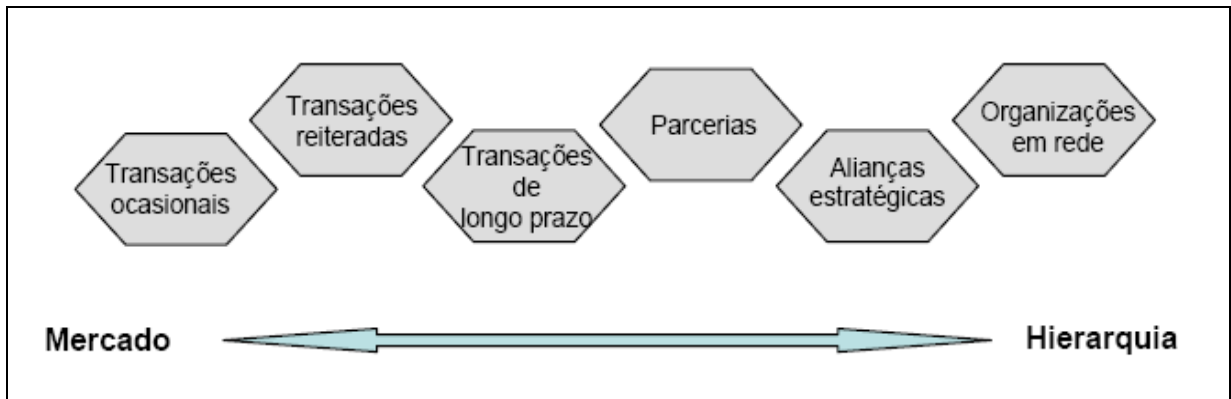 Transações
ocasionais
Transações
reiteradas
Transações
de
longo prazo
Parcerias
Alianças
estratégicas
Organizações
em rede
Mercado
Hierarquia